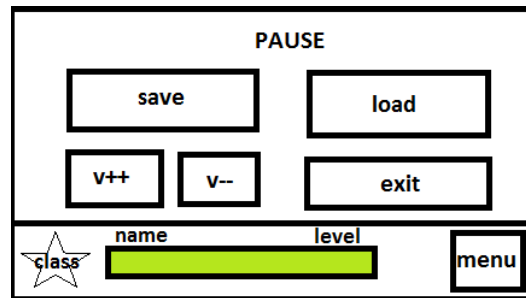 PAUSE
save load
v++ v-- exit
name level
class menu